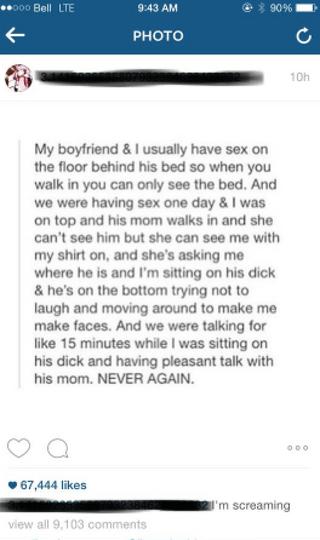 Bell LTE 9:43 AM 90%
PHOTO
10h
My boyfriend & I usually have sex on
the floor behind his bed so when you
walk in you can only see the bed. And
we were having sex one day & I was
on top and his mom walks in and she
can't see him but she can see me with
my shirt on, and she's asking me
where he is and I'm sitting on his dick
& he's on the bottom trying not to
laugh and moving around to make me
make faces. And we were talking for
like 15 minutes while I was sitting on
his dick and having pleasant talk with
his mom. NEVER AGAIN.
67,444 likes
I'm screaming
view all 9,103 comments